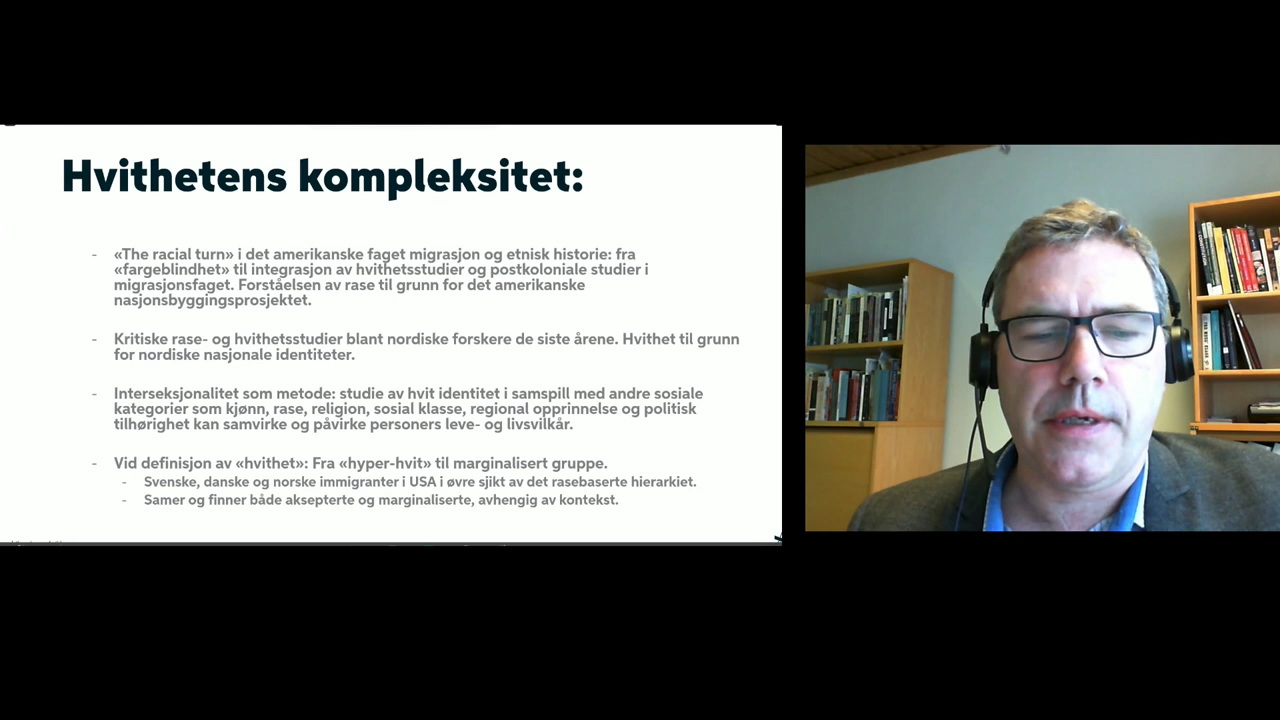 Hvithetens kompleksitet:
- «The racial turn» i det amerikanske faget migrasjon og etnisk historie: fra
«fargeblindhet» til integrasjon av hvithetsstudier og postkoloniale studier i
migrasjonsfaget. Forståelsen av rase til grunn for det amerikanske
nasjonsbyggingsprosjektet.
- Kritiske rase- og hvithetsstudier blant nordiske forskere de siste årene. Hvithet til grunn
for nordiske nasjonale identiteter.
- Interseksjonalitet som metode: studie av hvit identitet i samspill med andre sosiale
kategorier som kjønn, rase, religion, sosial klasse, regional opprinnelse og politisk
tilhørighet kan samvirke og påvirke personers leve- og livsvilkår.
- Vid definisjon av «hvithet»: Fra «hyper-hvit» til marginalisert gruppe.
- Svenske, danske og norske immigranter i USA i øvre sjikt av det rasebaserte hierarkiet.
- Samer og finner både aksepterte og marginaliserte, avhengig av kontekst.